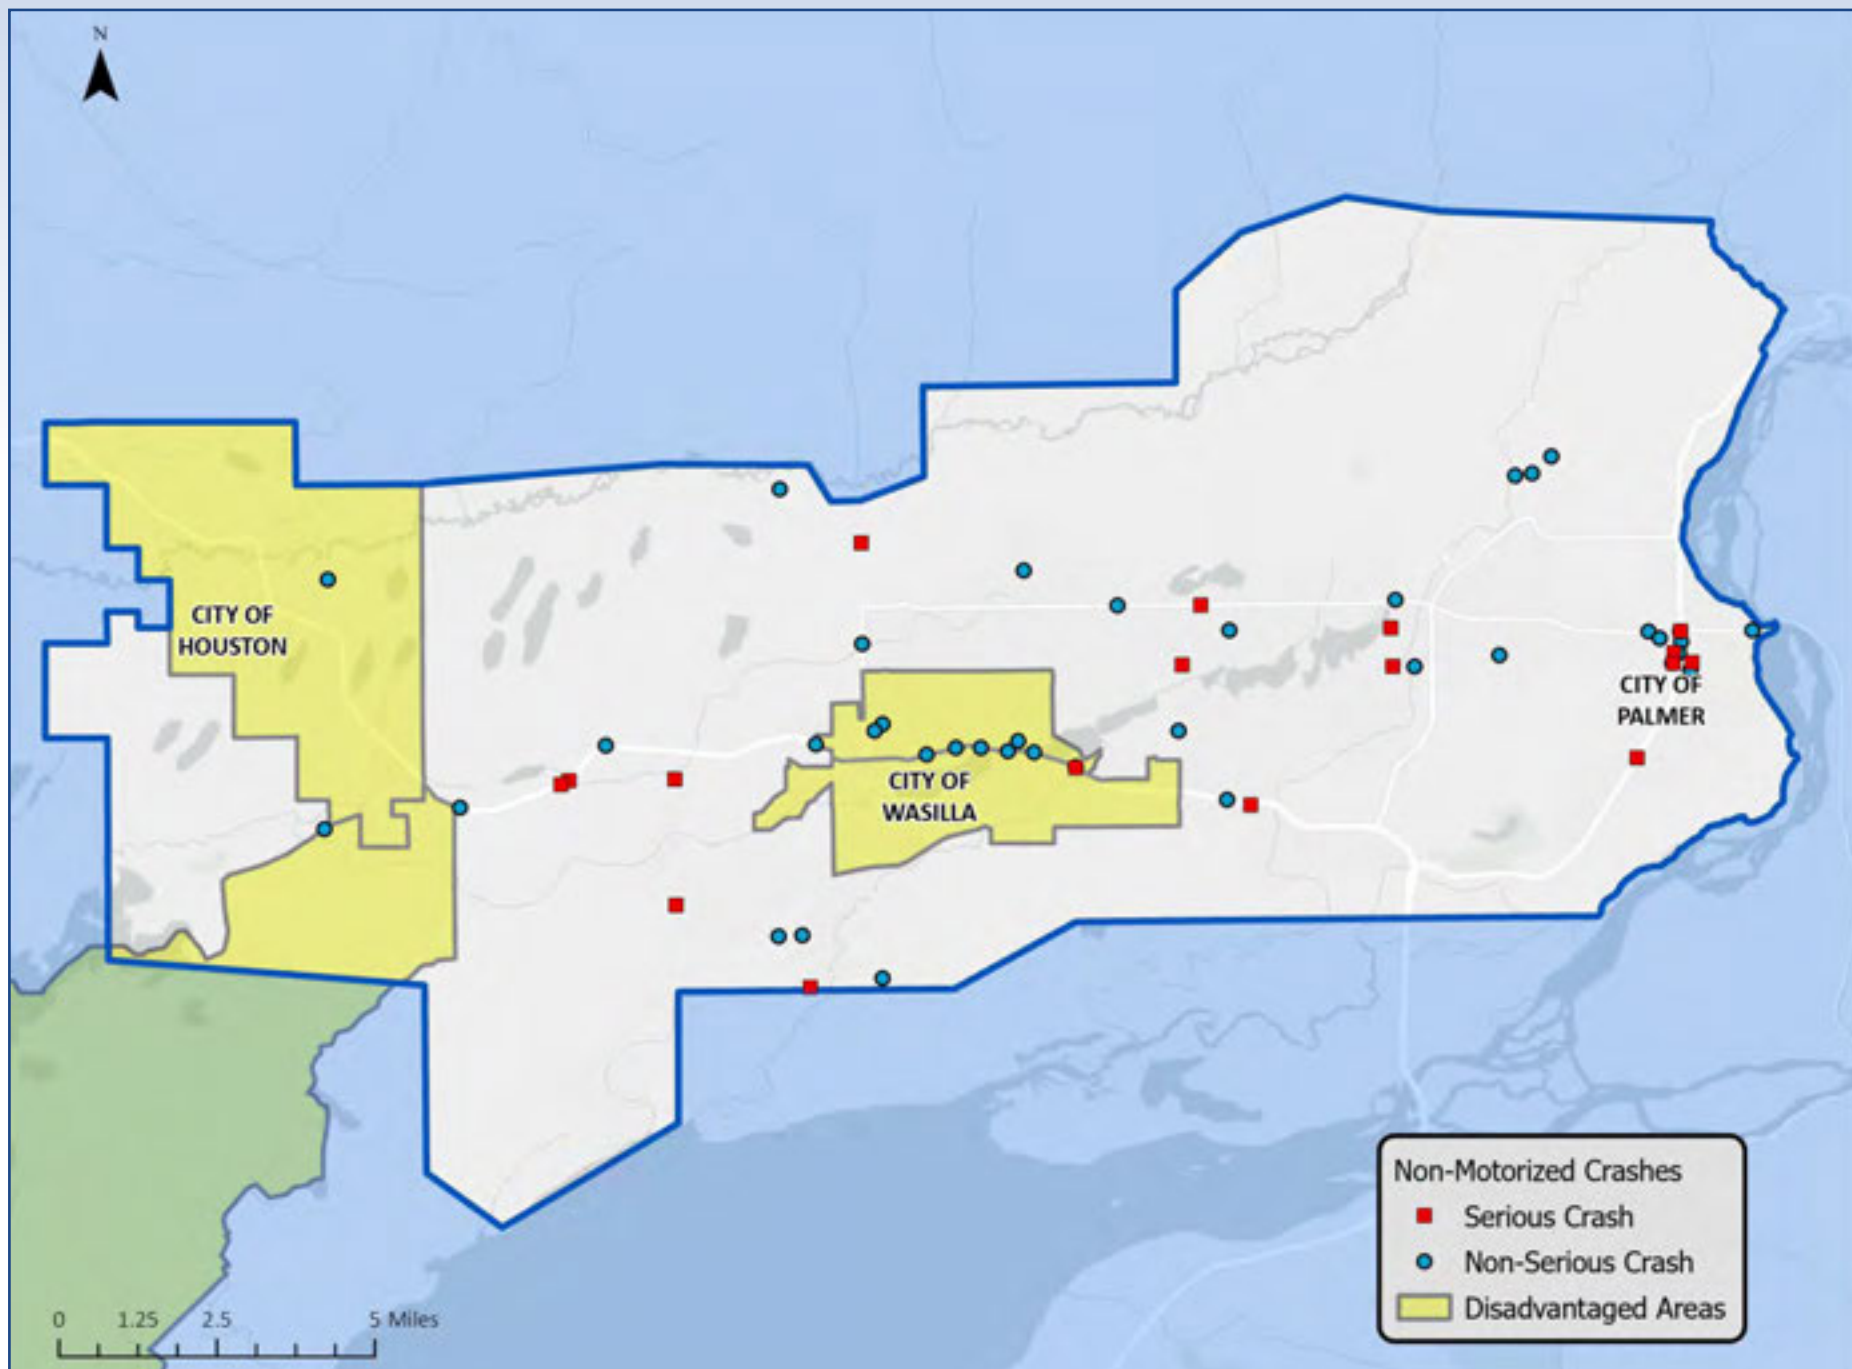 N
CITY OF
HOUSTON
CITY OF
WASILLA
CITY OF
PALMER
Non-Motorized Crashes
Serious Crash
Non-Serious Crash
Disadvantaged Areas
0 1.25 2.5 5 Miles